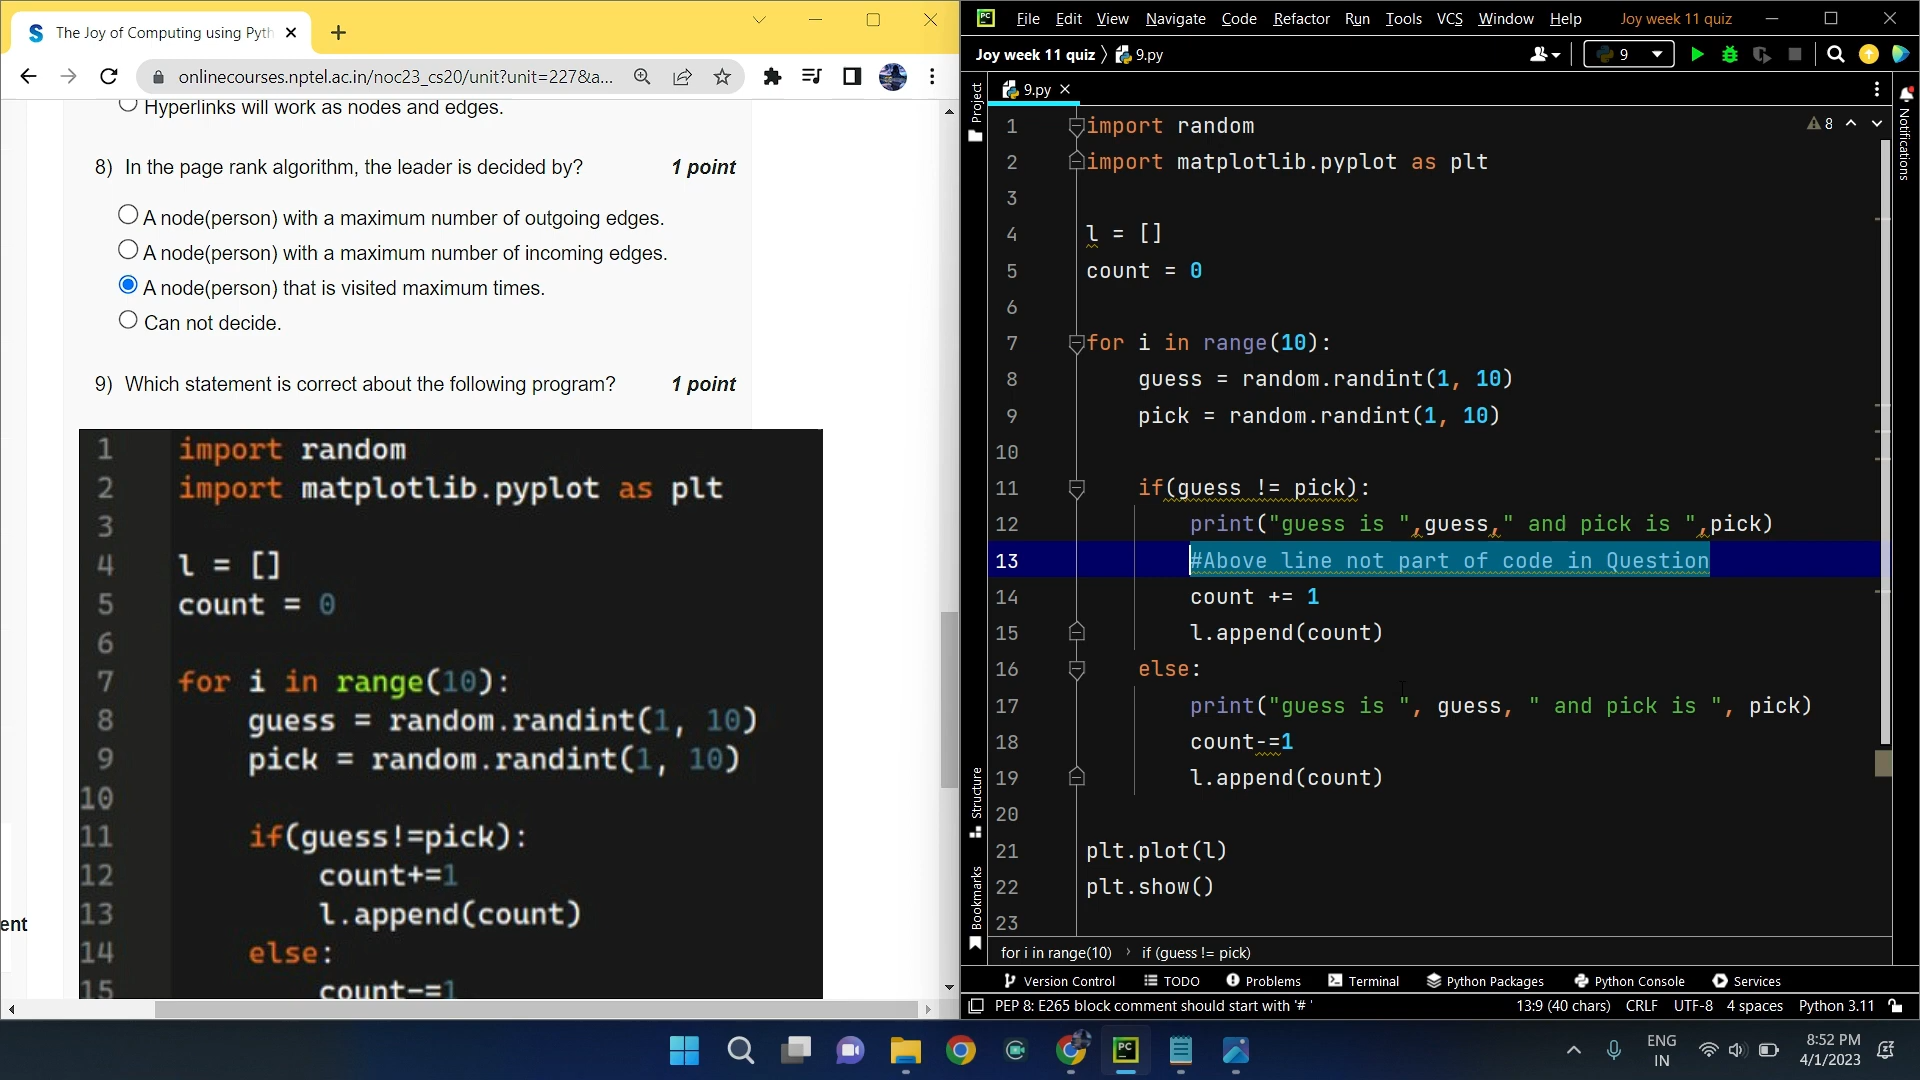 The Joy of Computing using Pyth
onlinecourses.nptel.ac.in/noc23_cs20/unit?unit=227&a...
Hyperlinks will work as nodes and edges.
8) In the page rank algorithm, the leader is decided by? 1 point
A node(person) with a maximum number of outgoing edges.
A node(person) with a maximum number of incoming edges.
A node(person) that is visited maximum times.
Can not decide.
9) Which statement is correct about the following program? 1 point
1 import random
2 import matplotlib.pyplot as plt
3
4 l = []
5 count = 0
6
7 for i in range(10):
8 guess = random.randint(1, 10)
9 pick = random.randint(1, 10)
10
11 if(guess!=pick):
12 count+=1
13 l.append(count)
14 else:
15 count-=1
ent
PC File Edit View Navigate Code Refactor Run Tools VCS Window Help Joy week 11 quiz
Joy week 11 quiz 9.py 9
Project
9.py
Notifications
8
1 import random
2 import matplotlib.pyplot as plt
3
4 l = []
5 count = 0
6
7 for i in range(10):
8 guess = random.randint(1, 10)
9 pick = random.randint(1, 10)
10
11 if(guess != pick):
12 print("guess is ",guess," and pick is ",pick)
13 #Above line not part of code in Question
14 count += 1
15 l.append(count)
16 else:
17 print("guess is ", guess, " and pick is ", pick)
18 count-=1
19 l.append(count)
20
21 plt.plot(l)
22 plt.show()
23
Structure
Bookmarks
for i in range(10) › if (guess != pick)
Version Control TODO Problems Terminal Python Packages Python Console Services
PEP 8: E265 block comment should start with '# ' 13:9 (40 chars) CRLF UTF-8 4 spaces Python 3.11
PC
ENG
IN
8:52 PM
4/1/2023